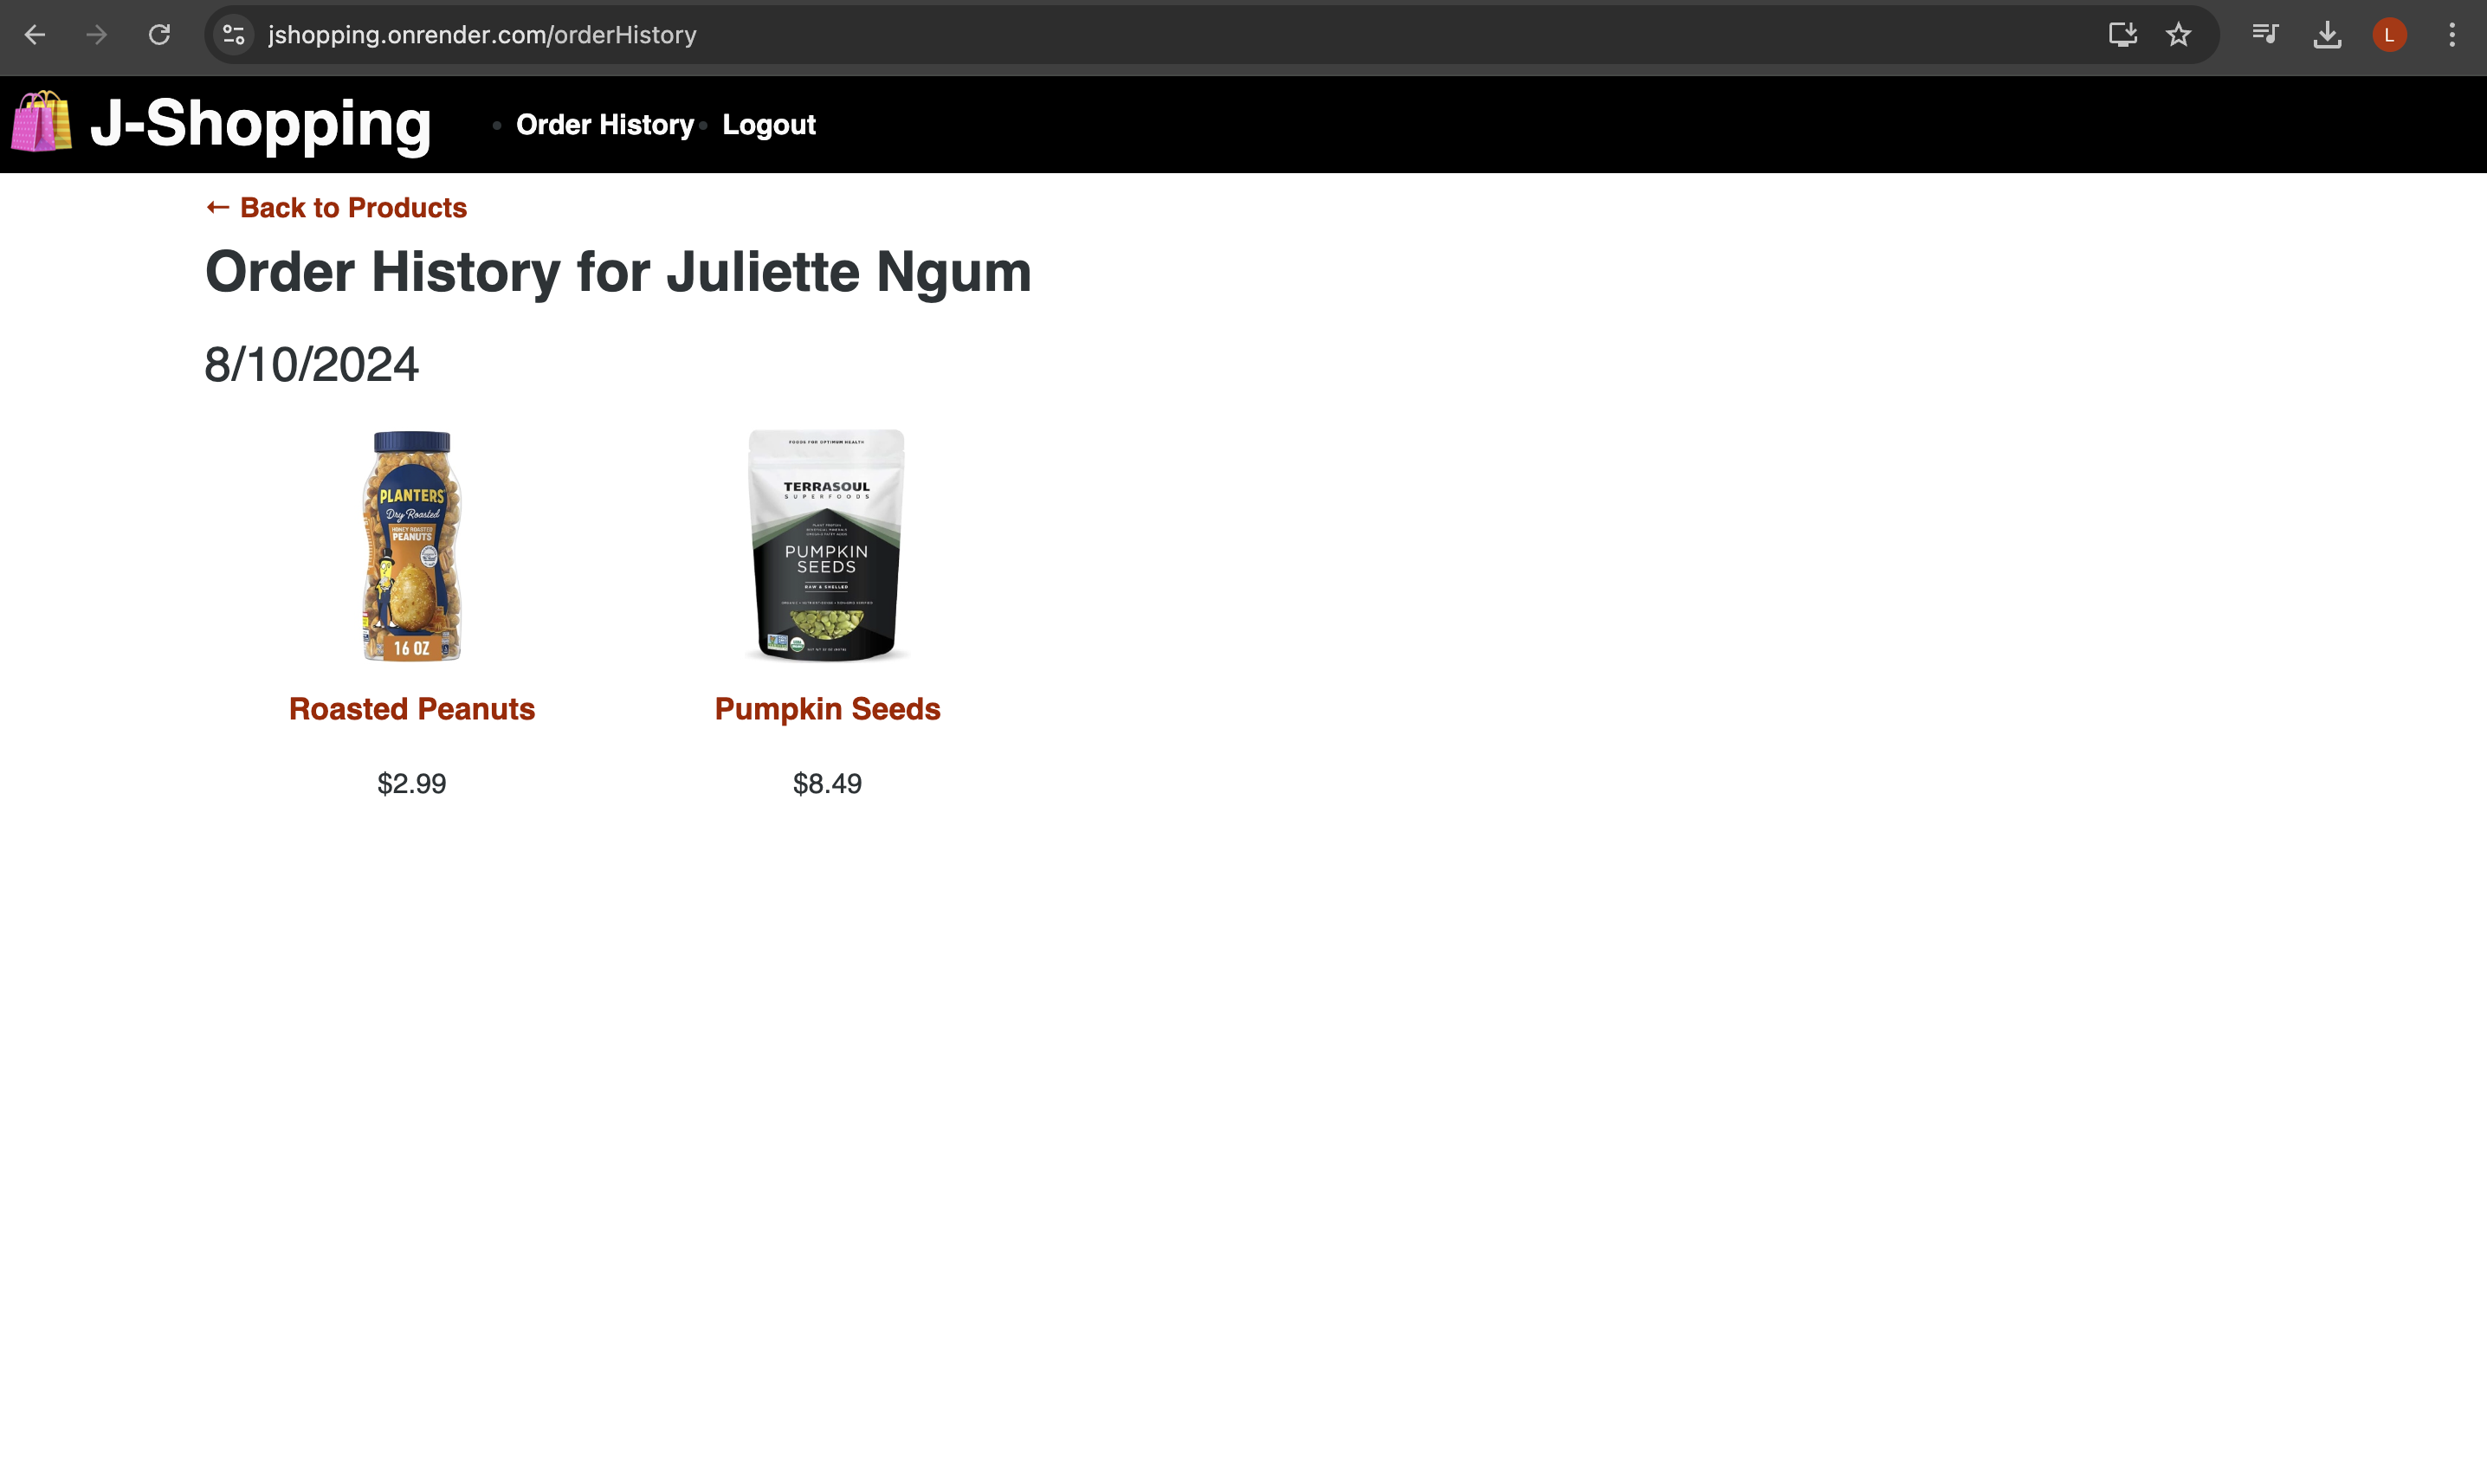 jshopping.onrender.com/orderHistory
L
J-Shopping
Order History
Logout
← Back to Products
Order History for Juliette Ngum
8/10/2024
PLANTERS
Dry Roasted
HONEY ROASTED
PEANUTS
16 OZ
FOODS FOR OPTIMUM HEALTH
TERRASOUL
SUPERFOODS
PUMPKIN
SEEDS
RAW & SHELLED
Roasted Peanuts
Pumpkin Seeds
$2.99
$8.49